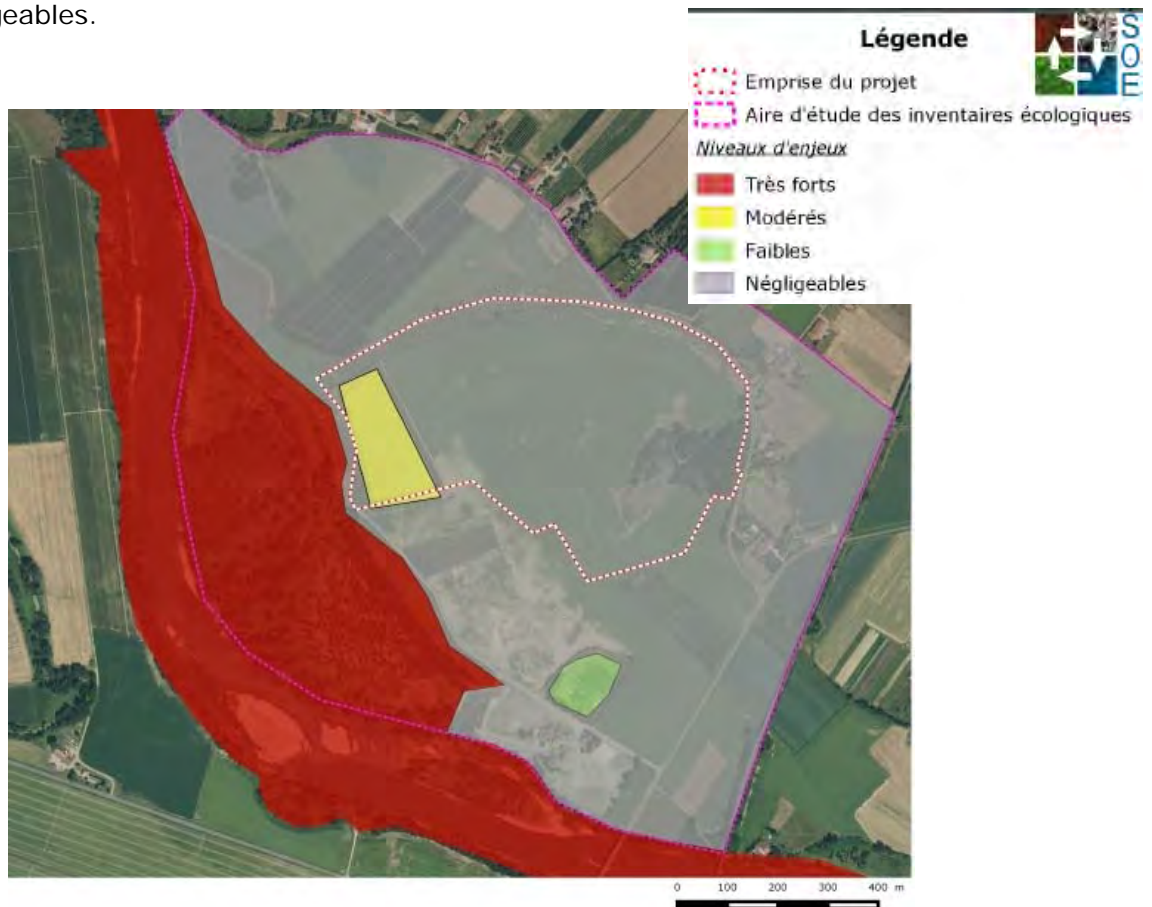 geables.
Légende
Emprise du projet
Aire d'étude des inventaires écologiques
Niveaux d'enjeux
Très forts
Modérés
Faibles
Négligeables
SOE
0 100 200 300 400 m